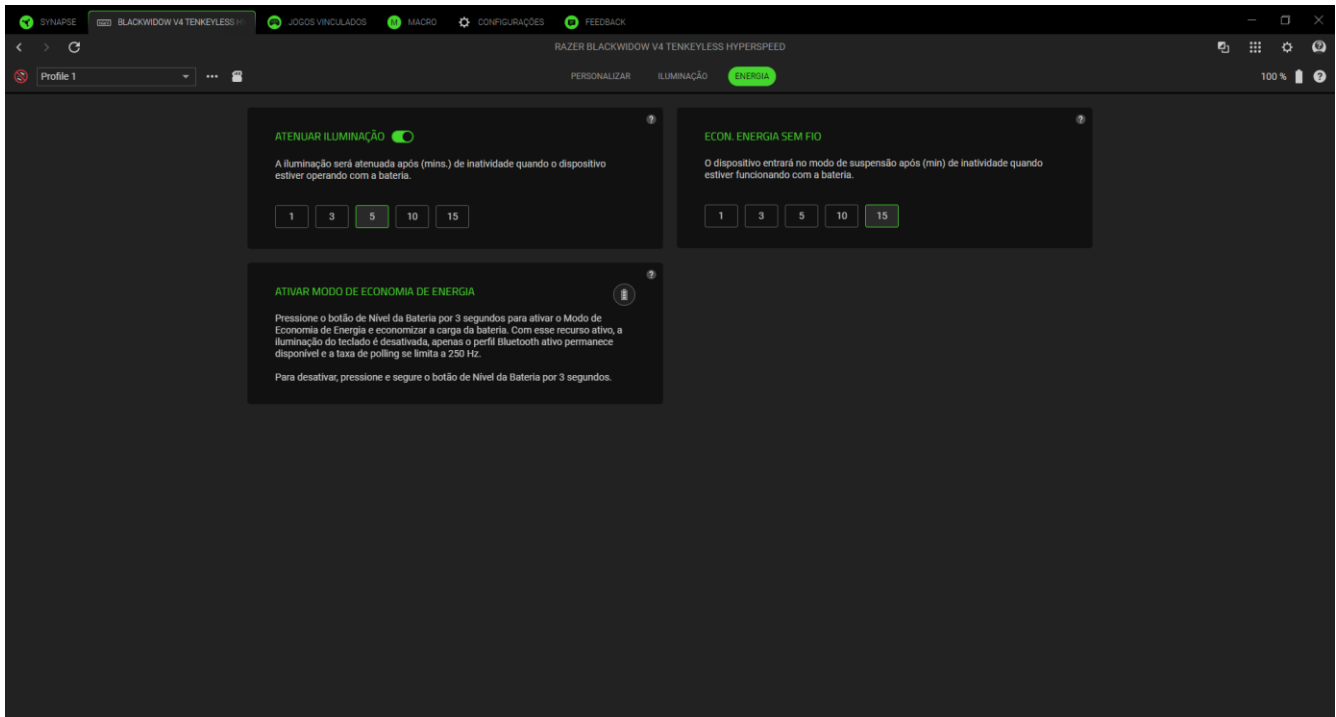 SYNAPSE
BLACKWIDOW V4 TENKEYLESS
JOGOS VINCULADOS
M
MACRO
CONFIGURAÇÕES
FEEDBACK
RAZER BLACKWIDOW V4 TENKEYLESS HYPERSPEED
Profile 1
PERSONALIZAR
ILUMINAÇÃO
ENERGIA
100 %
ATENUAR ILUMINAÇÃO
A iluminação será atenuada após (mins.) de inatividade quando o dispositivo
estiver operando com a bateria.
1 3 5 10 15
ECON. ENERGIA SEM FIO
O dispositivo entrará no modo de suspensão após (min) de inatividade quando
estiver funcionando com a bateria.
1 3 5 10 15
ATIVAR MODO DE ECONOMIA DE ENERGIA
Pressione o botão de Nível da Bateria por 3 segundos para ativar o Modo de
Economia de Energia e economizar a carga da bateria. Com esse recurso ativo, a
iluminação do teclado é desativada, apenas o perfil Bluetooth ativo permanece
disponível e a taxa de polling se limita a 250 Hz.
Para desativar, pressione e segure o botão de Nível da Bateria por 3 segundos.